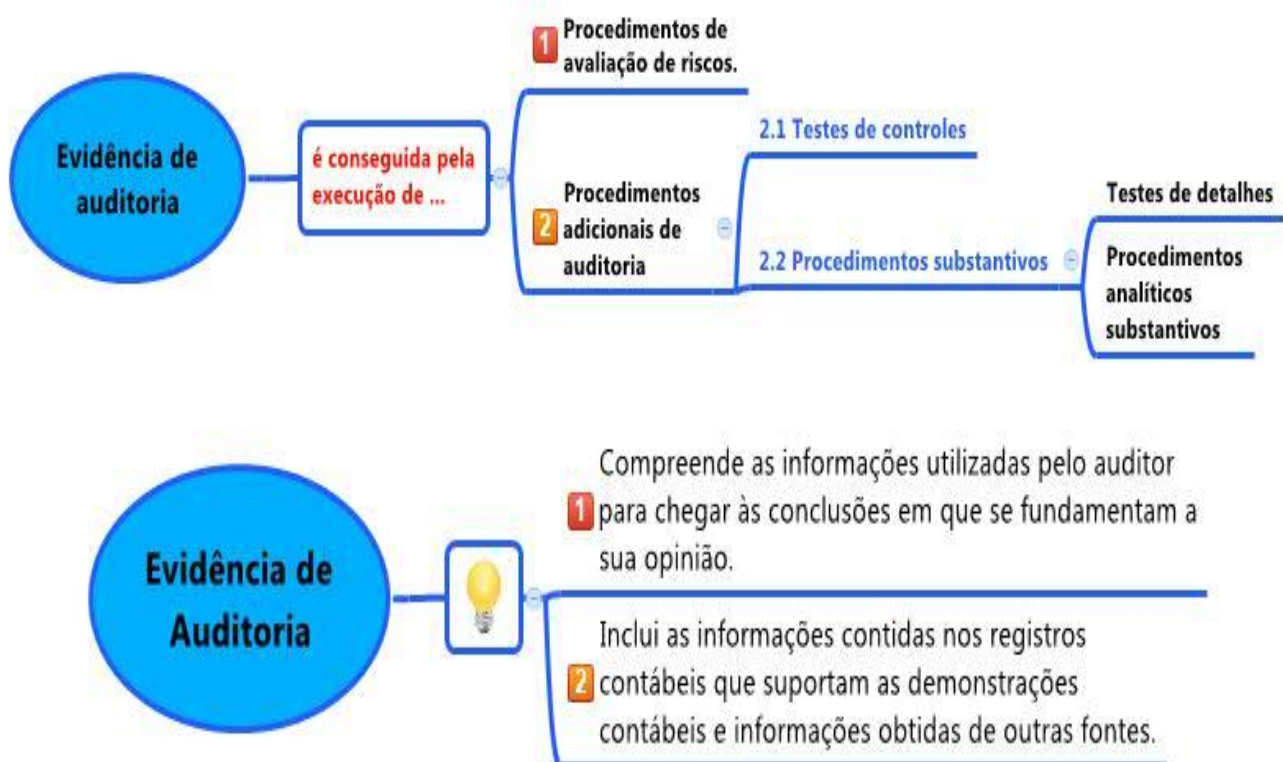 Evidência de
auditoria
é conseguida pela
execução de ...
1 Procedimentos de
avaliação de riscos.
2 Procedimentos
adicionais de
auditoria
2.1 Testes de controles
2.2 Procedimentos substantivos
Testes de detalhes
Procedimentos
analíticos
substantivos
Evidência de
Auditoria
1 Compreende as informações utilizadas pelo auditor
para chegar às conclusões em que se fundamentam a
sua opinião.
2 Inclui as informações contidas nos registros
contábeis que suportam as demonstrações
contábeis e informações obtidas de outras fontes.